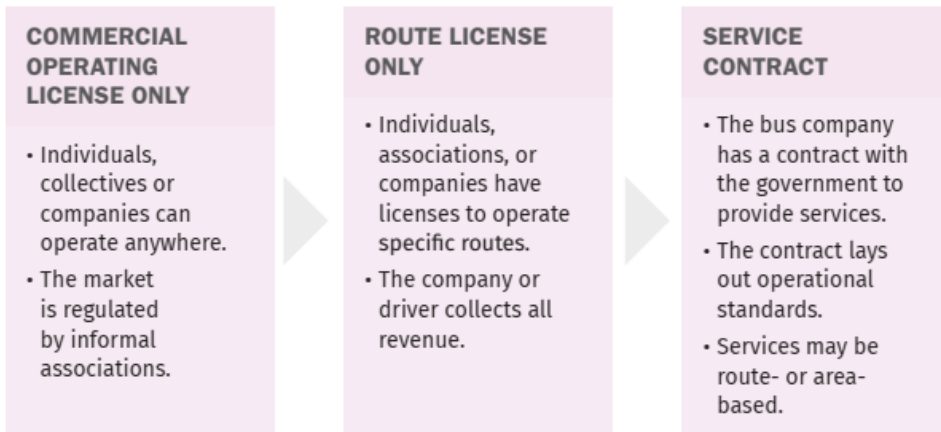 COMMERCIAL
OPERATING
LICENSE ONLY
• Individuals,
collectives or
companies can
operate anywhere.
• The market
is regulated
by informal
associations.
ROUTE LICENSE
ONLY
• Individuals,
associations, or
companies have
licenses to operate
specific routes.
• The company or
driver collects all
revenue.
SERVICE
CONTRACT
• The bus company
has a contract with
the government to
provide services.
• The contract lays
out operational
standards.
• Services may be
route- or area-
based.